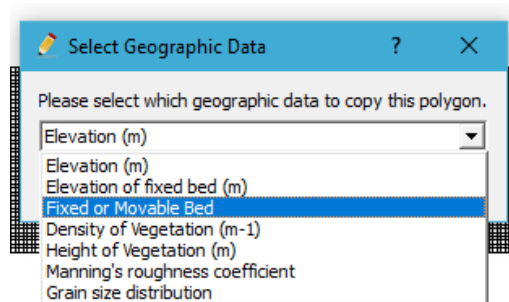 Select Geographic Data ? ×
Please select which geographic data to copy this polygon.
Elevation (m)
Elevation (m)
Elevation of fixed bed (m)
Fixed or Movable Bed
Density of Vegetation (m-1)
Height of Vegetation (m)
Manning's roughness coefficient
Grain size distribution